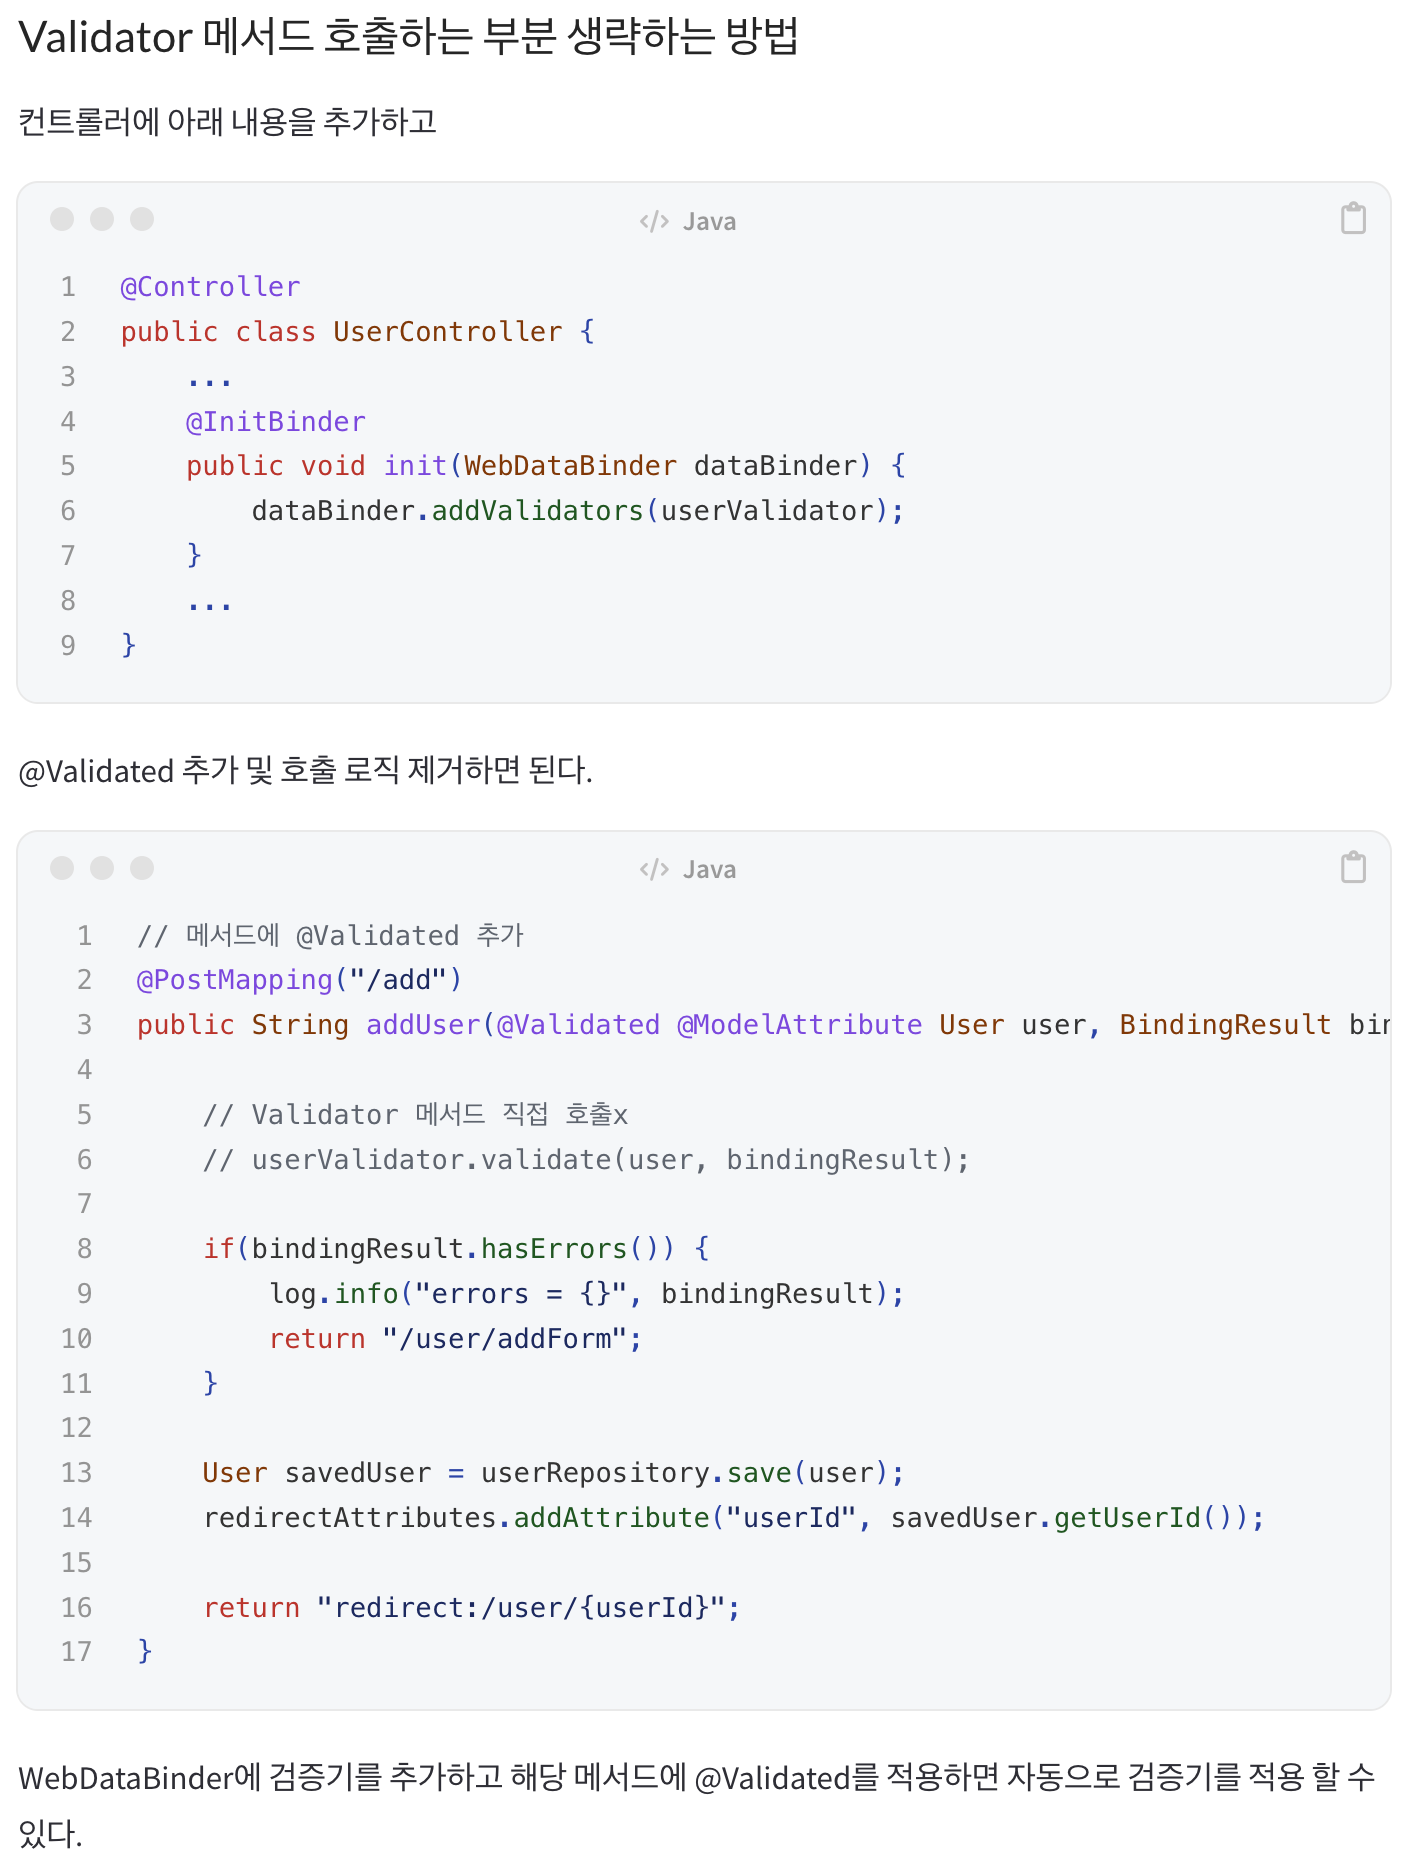 Validator 메서드 호출하는 부분 생략하는 방법
컨트롤러에 아래 내용을 추가하고
</> Java
1 @Controller
2 public class UserController {
3     ...
4     @InitBinder
5     public void init(WebDataBinder dataBinder) {
6         dataBinder.addValidators(userValidator);
7     }
8     ...
9 }
@Validated 추가 및 호출 로직 제거하면 된다.
</> Java
1 // 메서드에 @Validated 추가
2 @PostMapping("/add")
3 public String addUser(@Validated @ModelAttribute User user, BindingResult bin
4
5     // Validator 메서드 직접 호출x
6     // userValidator.validate(user, bindingResult);
7
8     if(bindingResult.hasErrors()) {
9         log.info("errors = {}", bindingResult);
10         return "/user/addForm";
11     }
12
13     User savedUser = userRepository.save(user);
14     redirectAttributes.addAttribute("userId", savedUser.getUserId());
15
16     return "redirect:/user/{userId}";
17 }
WebDataBinder에 검증기를 추가하고 해당 메서드에 @Validated를 적용하면 자동으로 검증기를 적용 할 수
있다.